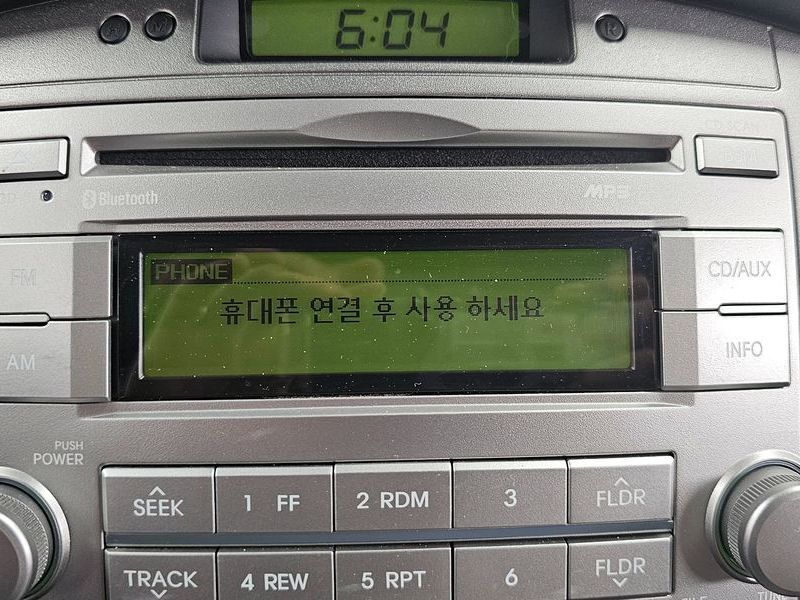 6:04
R
Bluetooth
MP3
FM
PHONE
휴대폰 연결 후 사용 하세요
CD/AUX
AM
INFO
PUSH
POWER
SEEK
1 FF
2 RDM
3
FLDR
TRACK
4 REW
5 RPT
6
FLDR